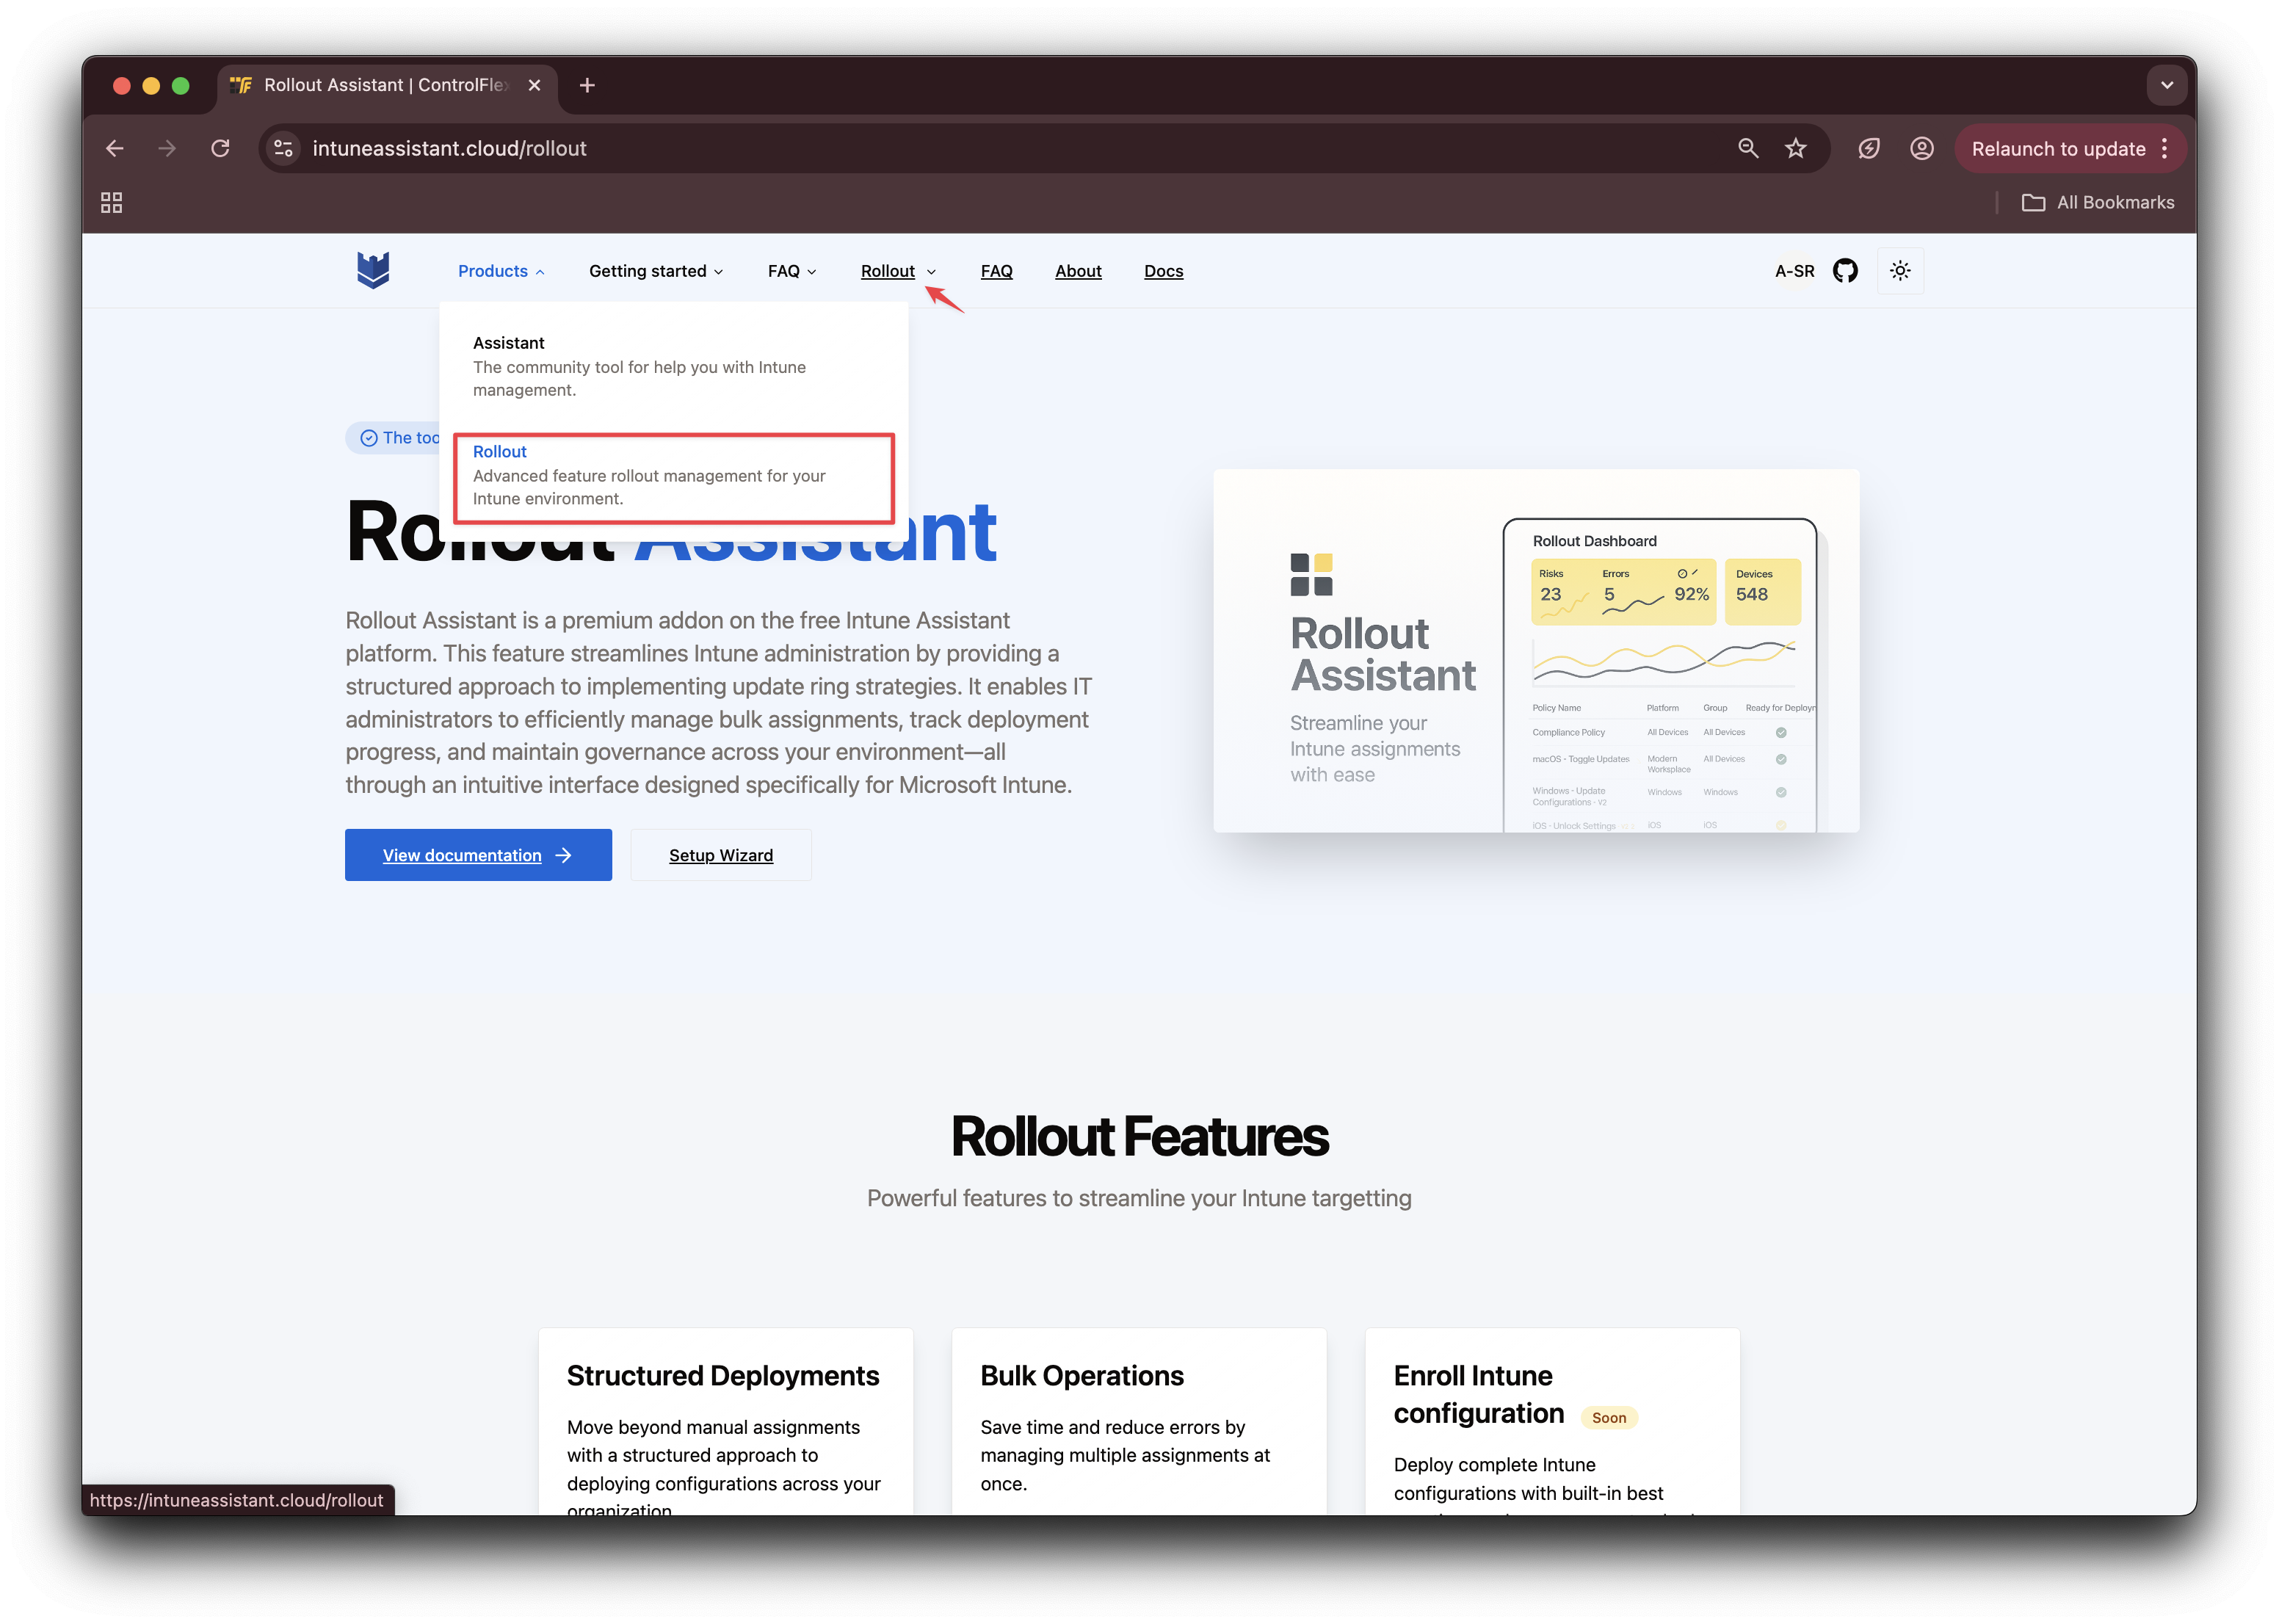 Rollout Assistant | ControlFlex
intuneassistant.cloud/rollout
Relaunch to update
All Bookmarks
Products
Getting started
FAQ
Rollout
FAQ
About
Docs
A-SR
Assistant
The community tool for help you with Intune
management.
Rollout
Advanced feature rollout management for your
Intune environment.
The too
Rollout Assistant
Rollout Assistant is a premium addon on the free Intune Assistant
platform. This feature streamlines Intune administration by providing a
structured approach to implementing update ring strategies. It enables IT
administrators to efficiently manage bulk assignments, track deployment
progress, and maintain governance across your environment—all
through an intuitive interface designed specifically for Microsoft Intune.
View documentation
Setup Wizard
Rollout
Assistant
Streamline your
Intune assignments
with ease
Rollout Dashboard
Risks Errors Devices
23 5 92% 548
Policy Name Platform Group Ready for Deployr
Compliance Policy All Devices All Devices
macOS - Toggle Updates Modern Workplace All Devices
Windows - Update Configurations - V2 Windows Windows
iOS - Unlock Settings iOS iOS
Rollout Features
Powerful features to streamline your Intune targetting
Structured Deployments
Move beyond manual assignments
with a structured approach to
deploying configurations across your
organization
Bulk Operations
Save time and reduce errors by
managing multiple assignments at
once.
Enroll Intune
configuration Soon
Deploy complete Intune
configurations with built-in best
https://intuneassistant.cloud/rollout